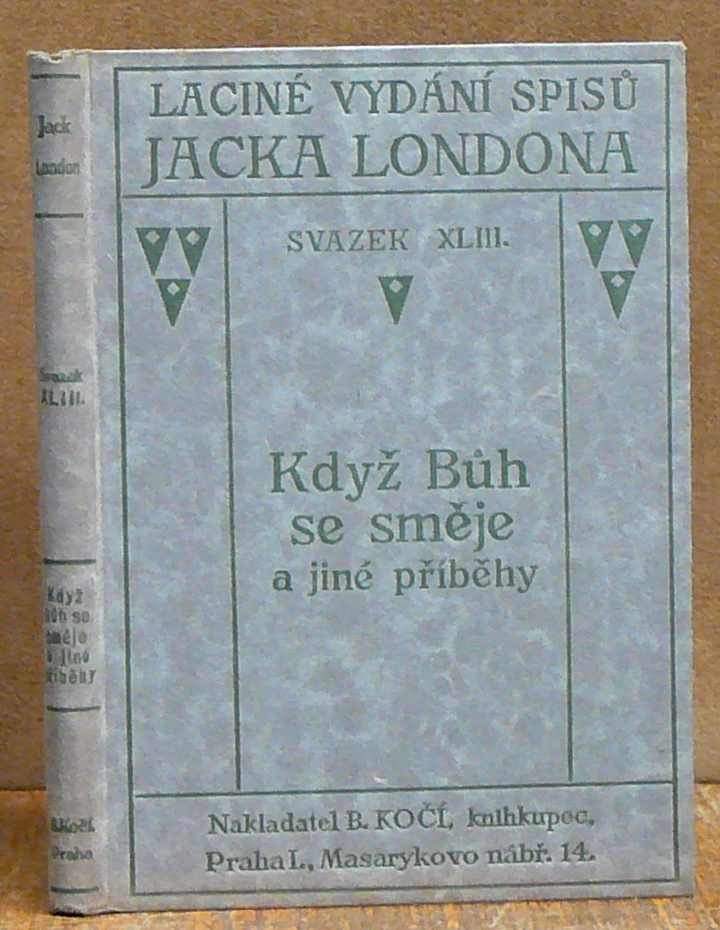 LACINÉ VYDÁNÍ SPISŮ
JACKA LONDONA
SVAZEK XLIII.
Když Bůh
se směje
a jiné příběhy
Nakladatel B. KOČÍ, knihkupec,
Praha I., Masarykovo nábř. 14.
Jack
London
Svazek
XLIII.
Když
Bůh se
směje
a jiné
příběhy
B. Kočí,
Praha